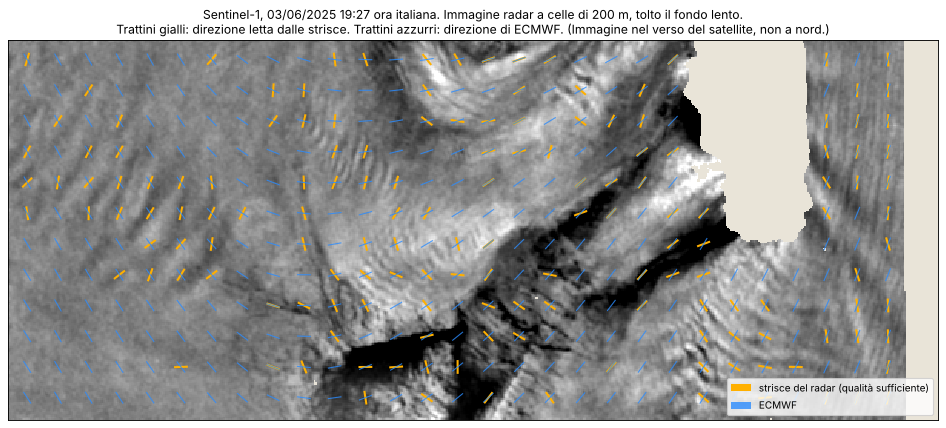 Sentinel-1, 03/06/2025 19:27 ora italiana. Immagine radar a celle di 200 m, tolto il fondo lento.
Trattini gialli: direzione letta dalle strisce. Trattini azzurri: direzione di ECMWF. (Immagine nel verso del satellite, non a nord.)
strisce del radar (qualità sufficiente)
ECMWF